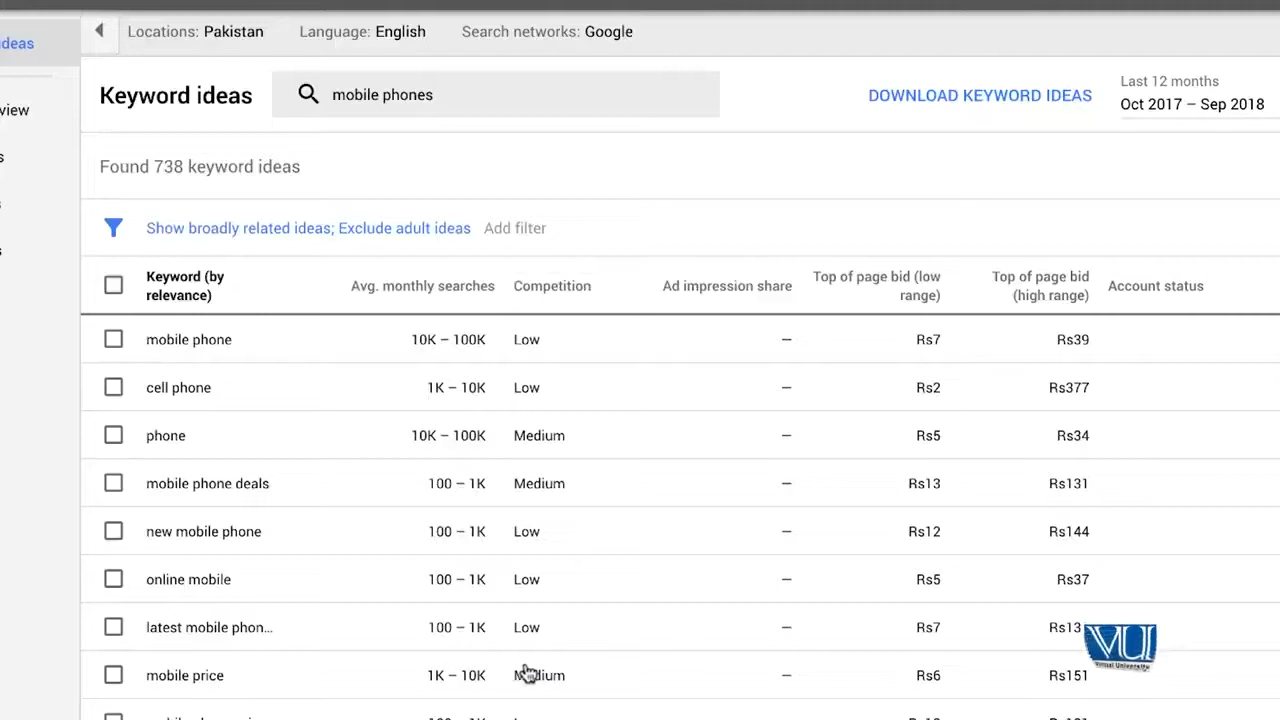 Locations: Pakistan Language: English Search networks: Google
ideas
Keyword ideas mobile phones DOWNLOAD KEYWORD IDEAS
Last 12 months
Oct 2017 – Sep 2018
view
Found 738 keyword ideas
Show broadly related ideas; Exclude adult ideas Add filter
Keyword (by relevance) Avg. monthly searches Competition Ad impression share Top of page bid (low range) Top of page bid (high range) Account status
mobile phone 10K – 100K Low – Rs7 Rs39
cell phone 1K – 10K Low – Rs2 Rs377
phone 10K – 100K Medium – Rs5 Rs34
mobile phone deals 100 – 1K Medium – Rs13 Rs131
new mobile phone 100 – 1K Low – Rs12 Rs144
online mobile 100 – 1K Low – Rs5 Rs37
latest mobile phon... 100 – 1K Low – Rs7
mobile price 1K – 10K Medium – Rs6 Rs151
VU
Virtual University